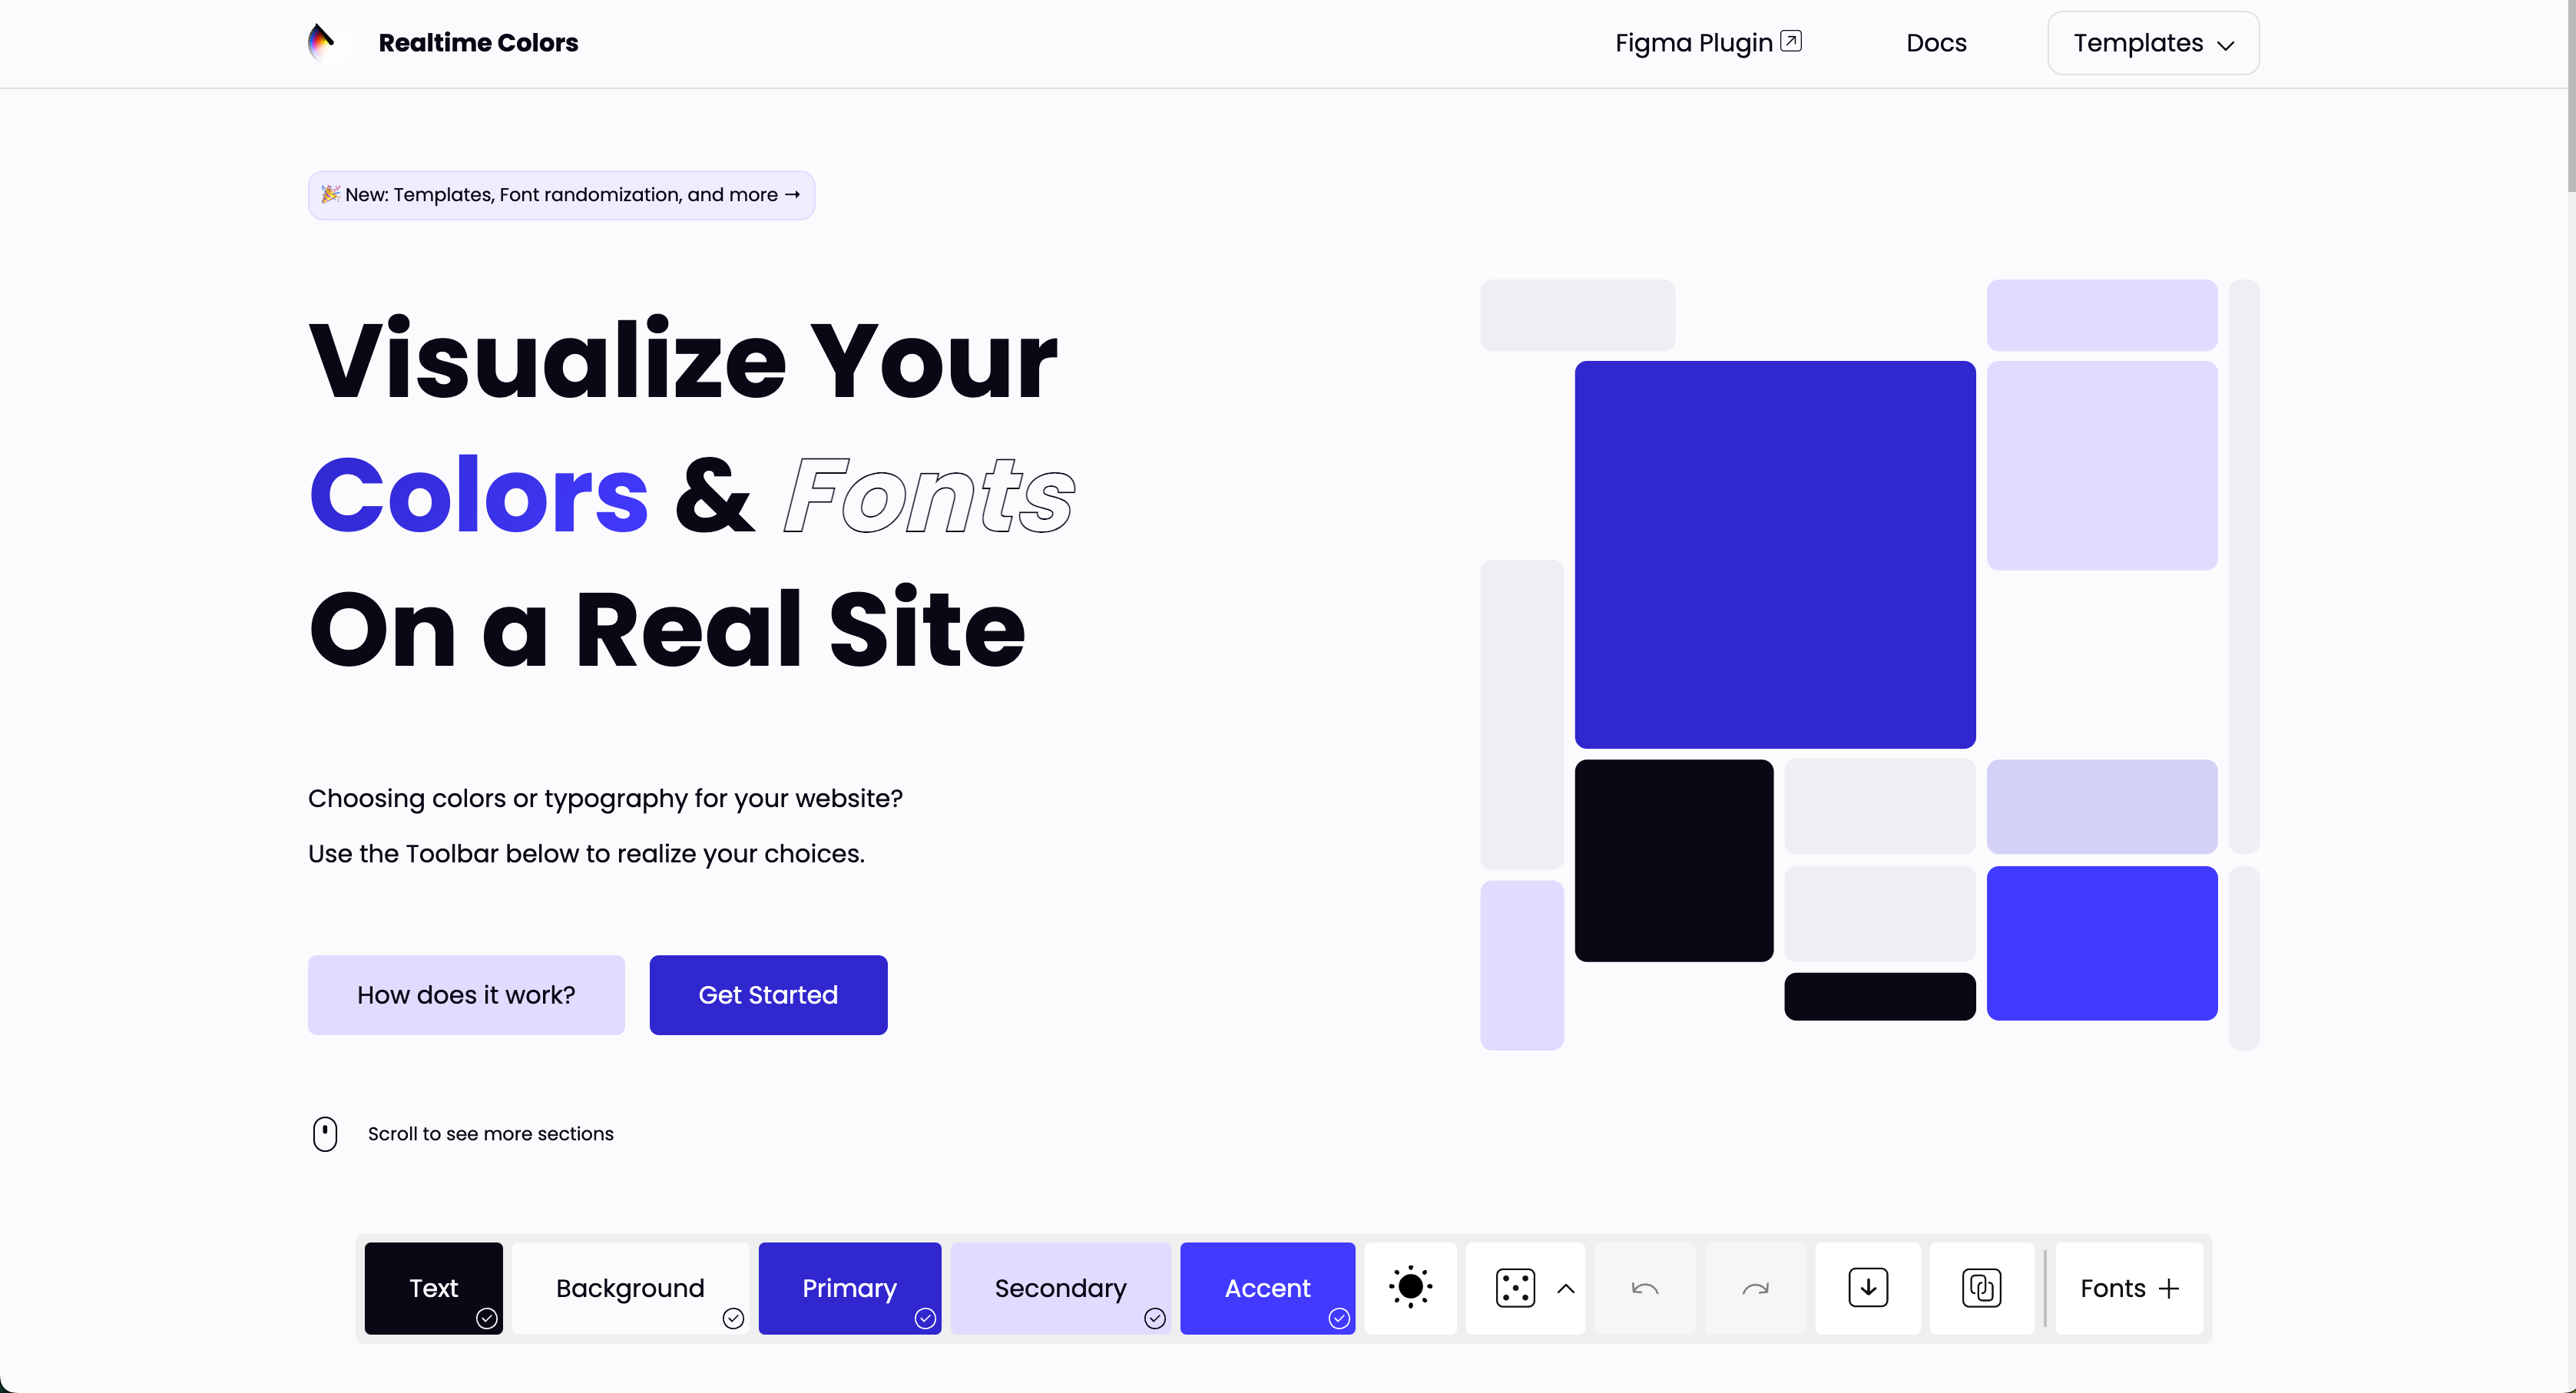 Realtime Colors
Figma Plugin
Docs
Templates
🎉 New: Templates, Font randomization, and more →
Visualize Your
Colors & Fonts
On a Real Site
Choosing colors or typography for your website?
Use the Toolbar below to realize your choices.
How does it work?
Get Started
Scroll to see more sections
Text
Background
Primary
Secondary
Accent
Fonts +